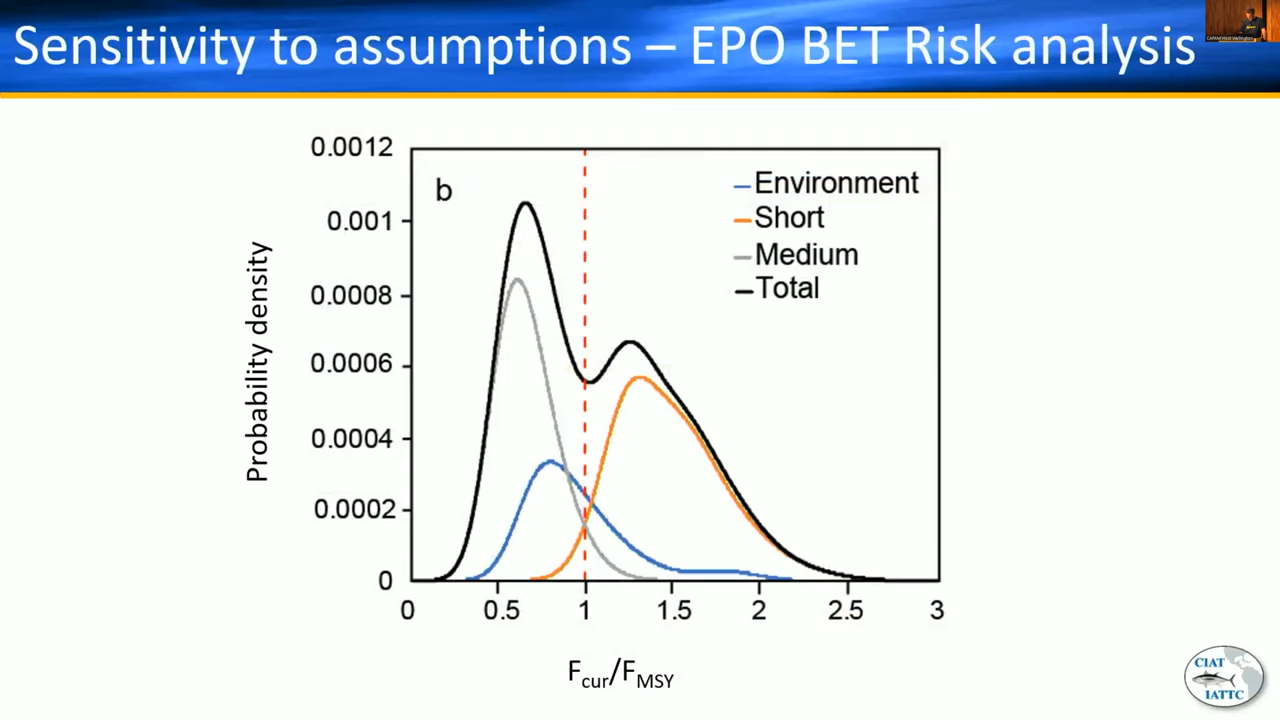 Sensitivity to assumptions – EPO BET Risk analysis
b
Environment
Short
Medium
Total
Probability density
0.0012
0.001
0.0008
0.0006
0.0004
0.0002
0
0 0.5 1 1.5 2 2.5 3
Fcur/FMSY
CIAT
IATTC